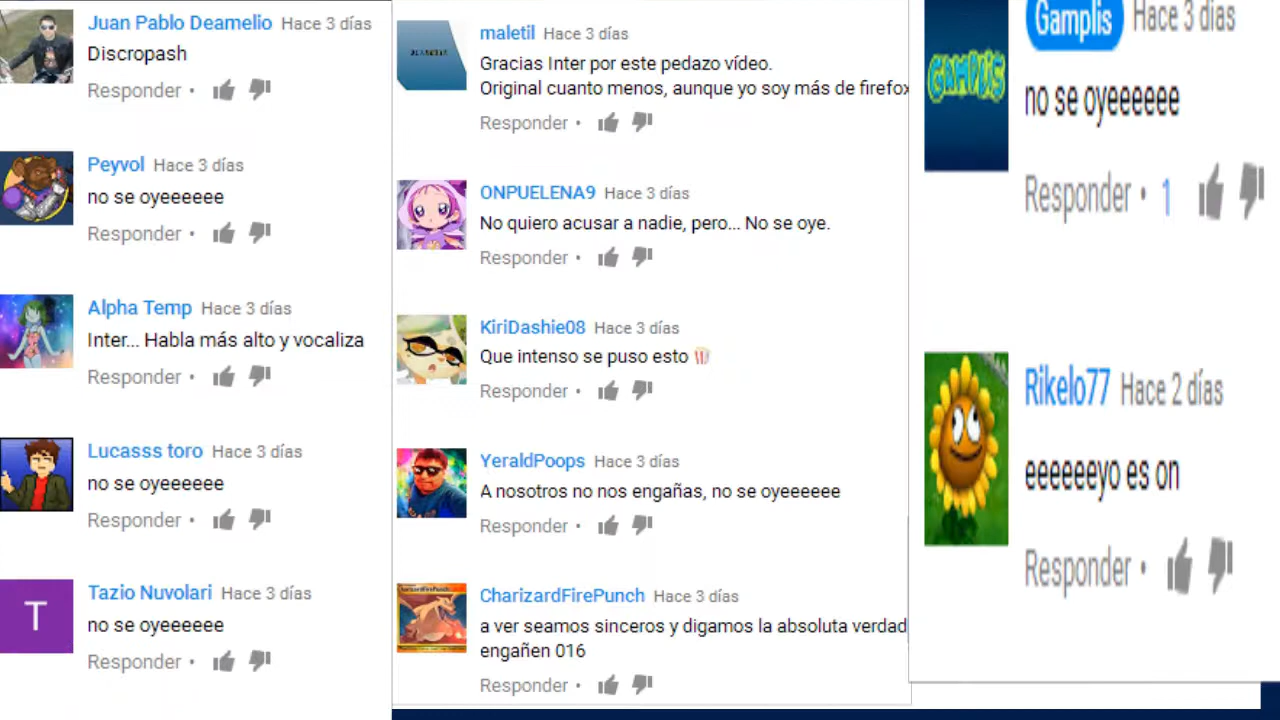 Juan Pablo Deamelio Hace 3 días
Discropash
Responder •
Peyvol Hace 3 días
no se oyeeeeee
Responder •
Alpha Temp Hace 3 días
Inter... Habla más alto y vocaliza
Responder •
Lucasss toro Hace 3 días
no se oyeeeeee
Responder •
T
Tazio Nuvolari Hace 3 días
no se oyeeeeee
Responder •
maletil Hace 3 días
Gracias Inter por este pedazo vídeo.
Original cuanto menos, aunque yo soy más de firefox
Responder •
ONPUELENA9 Hace 3 días
No quiero acusar a nadie, pero... No se oye.
Responder •
KiriDashie08 Hace 3 días
Que intenso se puso esto 🍿
Responder •
YeraldPoops Hace 3 días
A nosotros no nos engañas, no se oyeeeeee
Responder •
CharizardFirePunch
CharizardFirePunch Hace 3 días
a ver seamos sinceros y digamos la absoluta verdad
engañen 016
Responder •
GAMPLIS
Gamplis Hace 3 días
no se oyeeeeee
Responder • 1
Rikelo77 Hace 2 días
eeeeeeyo es on
Responder •